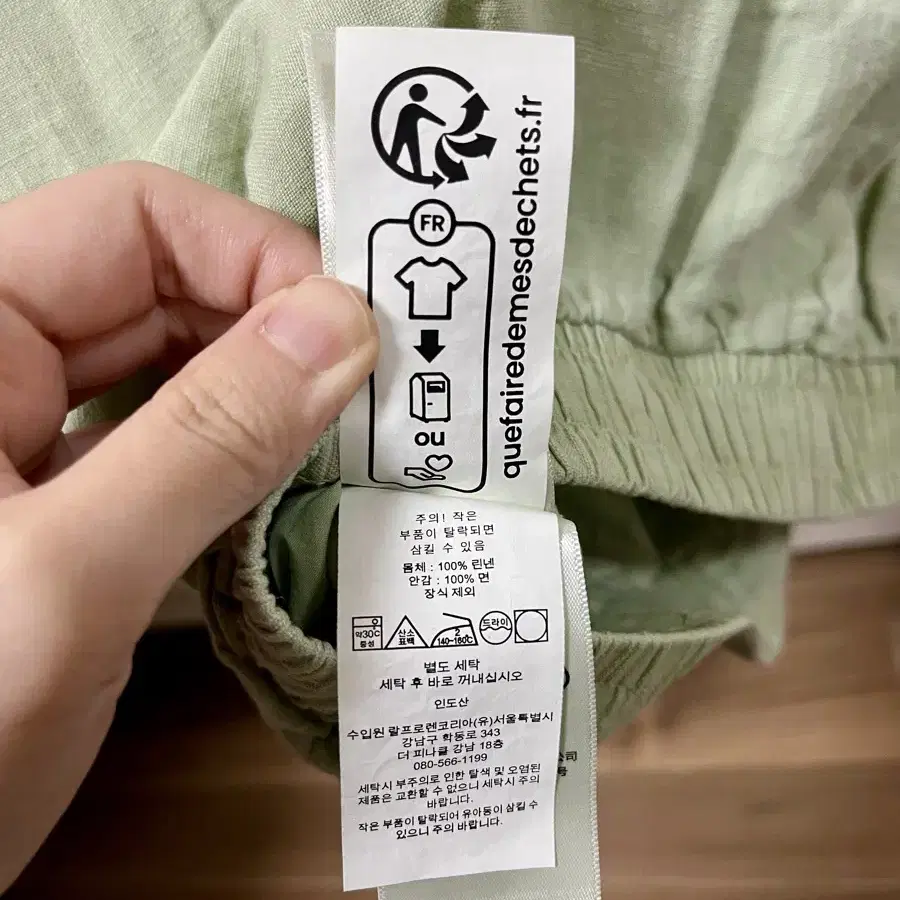 FR
ou
quefairedemesdechets.fr
주의! 작은
부품이 탈락되면
삼킬 수 있음
몸체 : 100% 린넨
안감 : 100% 면
장식 제외
약30℃
중성
산소
표백
2
140-160℃
드라이
별도 세탁
세탁 후 바로 꺼내십시오
인도산
수입원 랄프로렌코리아(유)서울특별시
강남구 학동로 343
더 피나클 강남 18층
080-566-1199
세탁시 부주의로 인한 탈색 및 오염된
제품은 교환할 수 없으니 세탁시 주의
바랍니다.
작은 부품이 탈락되어 유아동이 삼킬 수
있으니 주의 바랍니다.
公司
号